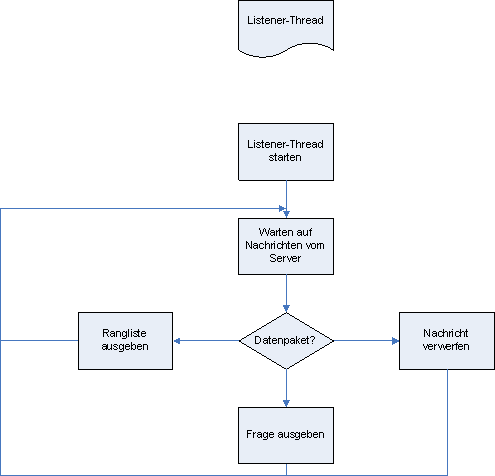 Listener-Thread
Listener-Thread
starten
Warten auf
Nachrichten vom
Server
Rangliste
ausgeben
Datenpaket?
Nachricht
verwerfen
Frage ausgeben